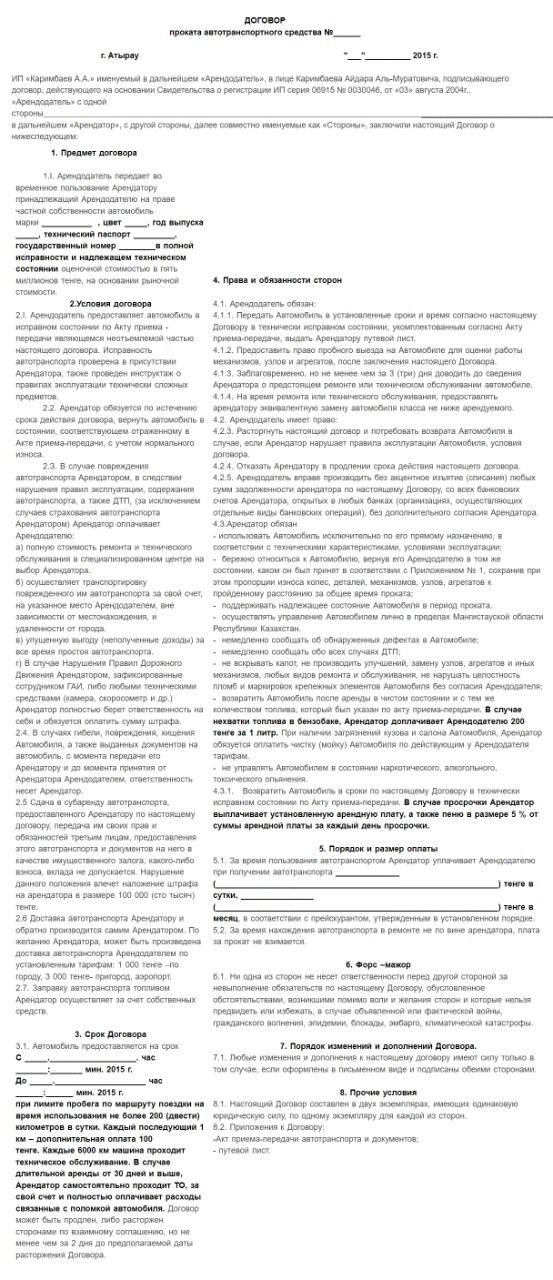 ДОГОВОР
проката автотранспортного средства №______
г. Атырау "___"__________ 2015 г.
ИП «Каримбаев А.А.» именуемый в дальнейшем «Арендодатель», в лице Каримбаева Айдара Аль-Муратовича, подписывающего
договор, действующего на основании Свидетельства о регистрации ИП серия 06915 № 0030046, от «03» августа 2004г.,
«Арендодатель» с одной
стороны______________________________________________
в дальнейшем «Арендатор», с другой стороны, далее совместно именуемые как «Стороны», заключили настоящий Договор о
нижеследующем:
1. Предмет договора
1.I. Арендодатель передает во
временное пользование Арендатору
принадлежащий Арендодателю на праве
частной собственности автомобиль
марки ___________ , цвет _____, год выпуска
_____, технический паспорт _________,
государственный номер ________в полной
исправности и надлежащем техническом
состоянии оценочной стоимостью в пять
миллионов тенге, на основании рыночной
стоимости.
2.Условия договора
2.I. Арендодатель предоставляет автомобиль в
исправном состоянии по Акту приема -
передачи являющемся неотъемлемой частью
настоящего договора. Исправность
автотранспорта проверена в присутствии
Арендатора, также проведен инструктаж о
правилах эксплуатации технически сложных
предметов.
2.2. Арендатор обязуется по истечению
срока действия договора, вернуть автомобиль в
состоянии, соответствующем отраженному в
Акте приема-передачи, с учетом нормального
износа.
2.3. В случае повреждения
автотранспорта Арендатором, в следствии
нарушения правил эксплуатации, содержания
автотранспорта, а также ДТП, (за исключением
случаев страхования автотранспорта
Арендатором) Арендатор оплачивает
Арендодателю:
а) полную стоимость ремонта и технического
обслуживания в специализированном центре на
выбор Арендатора.
б) осуществляет транспортировку
поврежденного им автотранспорта за свой счет,
на указанное место Арендодателем, вне
зависимости от местонахождения, и
удаленности от города.
в) упущенную выгоду (неполученные доходы) за
все время простоя автотранспорта.
г) В случае Нарушения Правил Дорожного
Движения Арендатором, зафиксированные
сотрудником ГАИ, либо любыми техническими
средствами (камера, скоросометр и др.)
Арендатор полностью берет ответственность на
себя и обязуется оплатить сумму штрафа.
2.4. В случаях гибели, повреждения, хищения
Автомобиля, а также выданных документов на
автомобиль, с момента передачи его
Арендатору и до момента принятия от
Арендатора Арендодателем, ответственность
несет Арендатор.
2.5 Сдача в субаренду автотранспорта,
предоставленного Арендатору по настоящему
договору, передача им своих прав и
обязанностей третьим лицам, предоставления
этого автотранспорта и документов на него в
качестве имущественного залога, какого-либо
взноса, вклада не допускается. Нарушение
данного положения влечет наложение штрафа
на арендатора в размере 100 000 (сто тысяч)
тенге.
2.6 Доставка автотранспорта Арендатору и
обратно производится самим Арендатором. По
желанию Арендатора, может быть произведена
доставка автотранспорта Арендодателем по
установленным тарифам: 1 000 тенге –по
городу, 3 000 тенге- пригород, аэропорт.
2.7. Заправку автотранспорта топливом
Арендатор осуществляет за счет собственных
средств.
3. Срок Договора
3.1. Автомобиль предоставляется на срок
С _____,___________________. час
_______:_______ мин. 2015 г.
До _____,____________________ час
______:______ мин. 2015 г.
при лимите пробега по маршруту поездки на
время использования не более 200 (двести)
километров в сутки. Каждый последующий 1
км – дополнительная оплата 100
тенге. Каждые 6000 км машина проходит
техническое обслуживание. В случае
длительной аренды от 30 дней и выше,
Арендатор самостоятельно проходит ТО, за
свой счет и полностью оплачивает расходы
связанные с поломкой автомобиля. Договор
может быть продлен, либо расторжен
сторонами по взаимному соглашению, но не
менее чем за 2 дня до предполагаемой даты
расторжения Договора.
4. Права и обязанности сторон
4.1. Арендодатель обязан:
4.1.1. Передать Автомобиль в установленные сроки и время согласно настоящему
Договору в технически исправном состоянии, укомплектованным согласно Акту
приема-передачи, выдать Арендатору путевой лист.
4.1.2. Предоставить право пробного выезда на Автомобиле для оценки работы
механизмов, узлов и агрегатов, после заключения настоящего Договора.
4.1.3. Заблаговременно, но не менее чем за 3 (три) дня доводить до сведения
Арендатора о предстоящем ремонте или техническом обслуживании автомобиле.
4.1.4. На время ремонта или технического обслуживания, предоставлять
арендатору эквивалентную замену автомобиля класса не ниже арендуемого.
4.2. Арендодатель имеет право:
4.2.3. Расторгнуть настоящий договор и потребовать возврата Автомобиля в
случае, если Арендатор нарушает правила эксплуатации Автомобиля, условия
договора.
4.2.4. Отказать Арендатору в продлении срока действия настоящего договора.
4.2.5. Арендодатель вправе производить без акцентное изъятие (списания) любых
сумм задолженности арендатора по настоящему Договору, со всех банковских
счетов Арендатора, открытых в любых банках (организациях, осуществляющих
отдельные виды банковских операций), без дополнительного согласия Арендатора.
4.3.Арендатор обязан
- использовать Автомобиль исключительно по его прямому назначению, в
соответствии с техническими характеристиками, условиями эксплуатации;
- бережно относиться к Автомобилю, вернув его Арендодателю в том же
состоянии, каком он был принят в соответствии с Приложением № 1, сохранив при
этом пропорции износа колес, деталей, механизмов, узлов, агрегатов к
пройденному расстоянию за общее время проката;
- поддерживать надлежащее состояние Автомобиля в период проката.
- осуществлять управление Автомобилем лично в пределах Мангистауской области
Республики Казахстан.
- немедленно сообщать об обнаруженных дефектах в Автомобиле;
- немедленно сообщать обо всех случаях ДТП;
- не вскрывать капот, не производить улучшений, замену узлов, агрегатов и иных
механизмов, любых видов ремонта и обслуживания, не нарушать целостность
пломб и маркировок крепежных элементов Автомобиля без согласия Арендодателя;
- возвратить Автомобиль после аренды в чистом состоянии и с тем же
количеством топлива, который был указан по акту приема-передачи. В случае
нехватки топлива в бензобаке, Арендатор доплачивает Арендодателю 200
тенге за 1 литр. При наличии загрязнений кузова и салона Автомобиля, Арендатор
обязуется оплатить чистку (мойку) Автомобиля по действующим у Арендодателя
тарифам.
- не управлять Автомобилем в состоянии наркотического, алкогольного,
токсического опьянения.
4.3.1. Возвратить Автомобиль в сроки по настоящему Договору в технически
исправном состоянии по Акту приема-передачи. В случае просрочки Арендатор
выплачивает установленную арендную плату, а также пеню в размере 5 % от
суммы арендной платы за каждый день просрочки.
5. Порядок и размер оплаты
5.1. За время пользования автотранспортом Арендатор уплачивает Арендодателю
при получении автотранспорта ______________
(______________________________________________) тенге в
сутки, ________________
(______________________________________________) тенге в
месяц, в соответствии с прейскурантом, утвержденным в установленном порядке.
5.2. За время нахождения автотранспорта в ремонте не по вине арендатора, плата
за прокат не взимается.
6. Форс –мажор
6.1. Ни одна из сторон не несет ответственности перед другой стороной за
невыполнение обязательств по настоящему Договору, обусловленное
обстоятельствами, возникшими помимо воли и желания сторон и которые нельзя
предвидеть или избежать, в случае объявленной или фактической войны,
гражданского волнения, эпидемии, блокады, эмбарго, климатической катастрофы.
7. Порядок изменений и дополнений Договора.
7.1. Любые изменения и дополнения к настоящему договору имеют силу только в
том случае, если оформлены в письменном виде и подписаны обеими сторонами.
8. Прочие условия
8.1. Настоящий Договор составлен в двух экземплярах, имеющих одинаковую
юридическую силу, по одному экземпляру для каждой из сторон.
8.2. Приложения к Договору:
-Акт приема-передачи автотранспорта и документов;
- путевой лист.